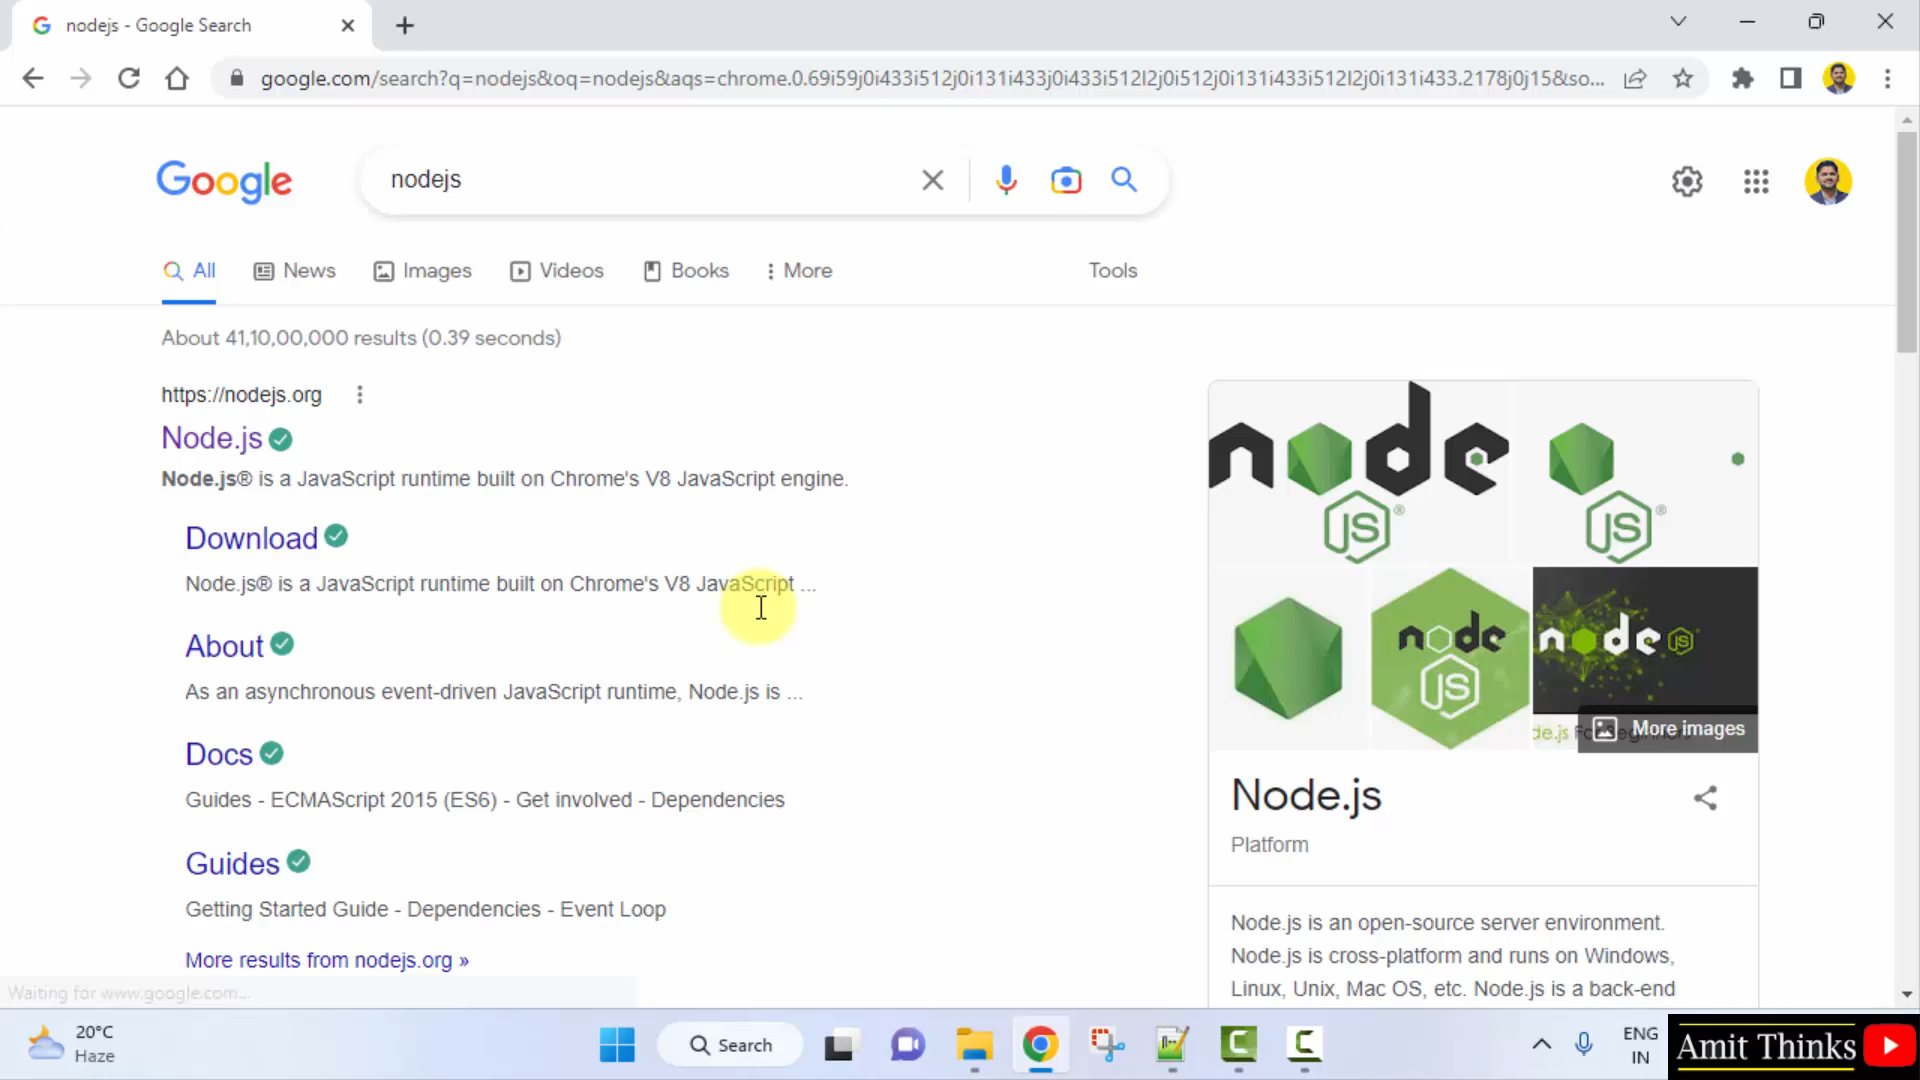 nodejs - Google Search
google.com/search?q=nodejs&oq=nodejs&aqs=chrome.0.69i59j0i433i512j0i131i433j0i433i512l2j0i512j0i131i433i512l2j0i131i433.2178j0j15&so...
Google
nodejs
All News Images Videos Books More Tools
About 41,10,00,000 results (0.39 seconds)
https://nodejs.org
Node.js
Node.js® is a JavaScript runtime built on Chrome's V8 JavaScript engine.
Download
Node.js® is a JavaScript runtime built on Chrome's V8 JavaScript ...
About
As an asynchronous event-driven JavaScript runtime, Node.js is ...
Docs
Guides - ECMAScript 2015 (ES6) - Get involved - Dependencies
Guides
Getting Started Guide - Dependencies - Event Loop
More results from nodejs.org »
Waiting for www.google.com...
node
JS®
JS®
node
JS
node JS
More images
Node.js
Platform
Node.js is an open-source server environment.
Node.js is cross-platform and runs on Windows,
Linux, Unix, Mac OS, etc. Node.js is a back-end
20°C
Haze
Search
ENG
IN
Amit Thinks